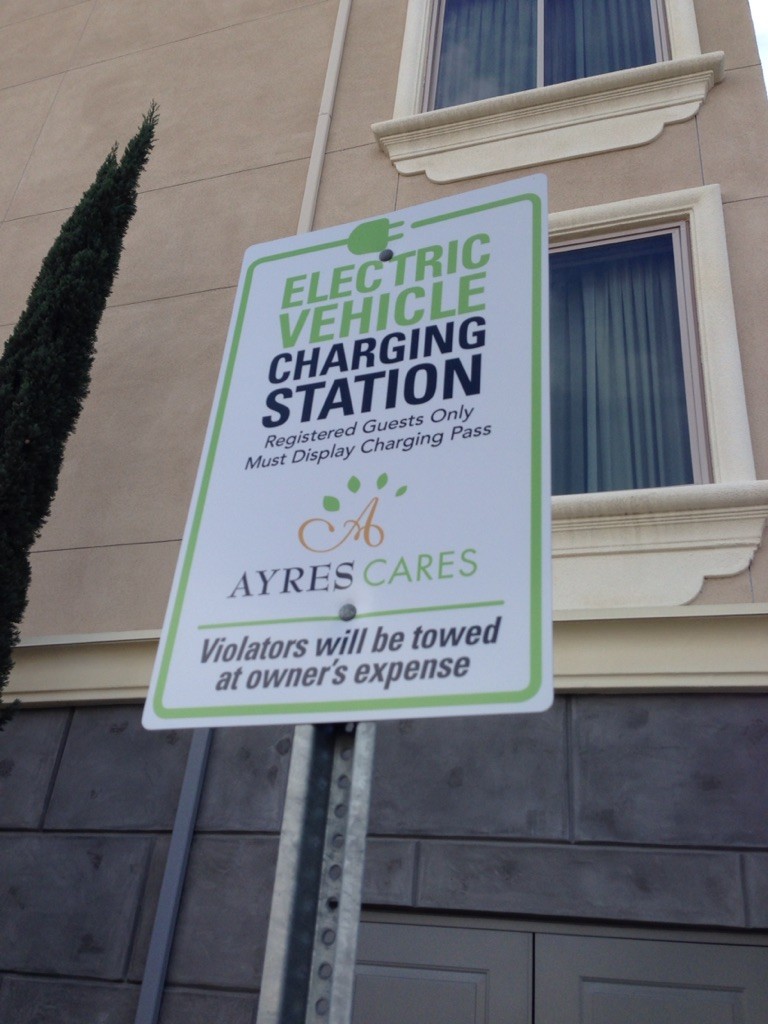 ELECTRIC
VEHICLE
CHARGING
STATION
Registered Guests Only
Must Display Charging Pass
A
AYRES CARES
Violators will be towed
at owner's expense